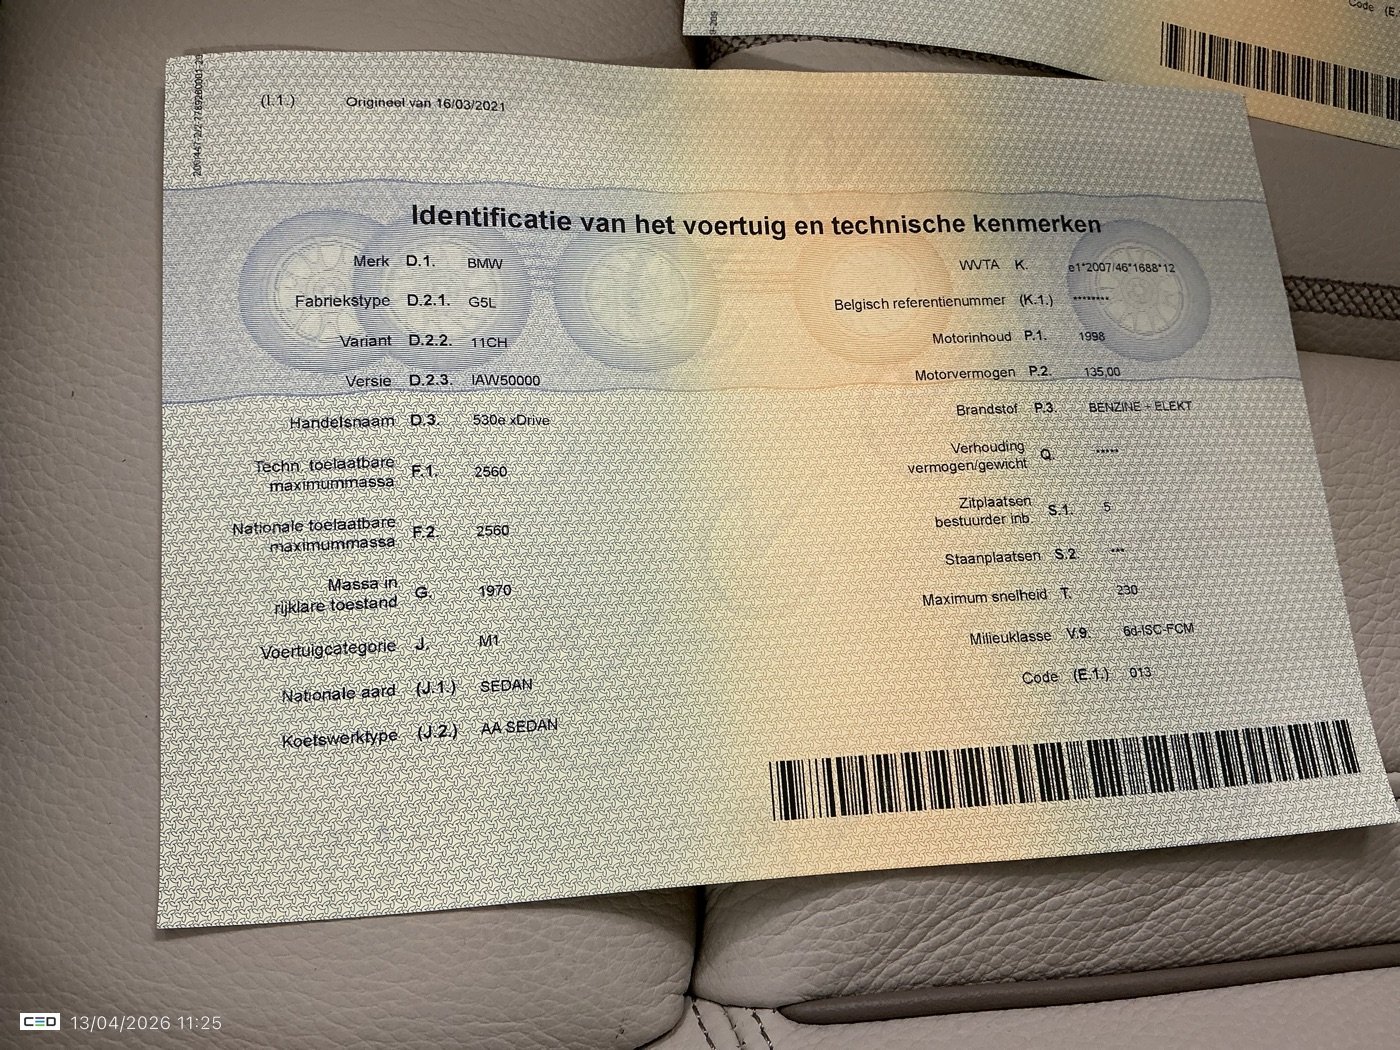 Code (E.
(I.1.) Origineel van 16/03/2021
Identificatie van het voertuig en technische kenmerken
Merk D.1. BMW
Fabriekstype D.2.1. G5L
Variant D.2.2. 11CH
Versie D.2.3. IAW50000
Handelsnaam D.3. 530e xDrive
Techn. toelaatbare
maximummassa F.1. 2560
Nationale toelaatbare
maximummassa F.2. 2560
Massa in
rijklare toestand G. 1970
Voertuigcategorie J. M1
Nationale aard (J.1.) SEDAN
Koetswerktype (J.2.) AA SEDAN
WVTA K. e1*2007/46*1688*12
Belgisch referentienummer (K.1.) ********
Motorinhoud P.1. 1998
Motorvermogen P.2. 135,00
Brandstof P.3. BENZINE + ELEKT
Verhouding
vermogen/gewicht Q. *****
Zitplaatsen
bestuurder inb. S.1. 5
Staanplaatsen S.2. ***
Maximum snelheid T. 230
Milieuklasse V.9. 6d-ISC-FCM
Code (E.1.) 013
CED 13/04/2026 11:25